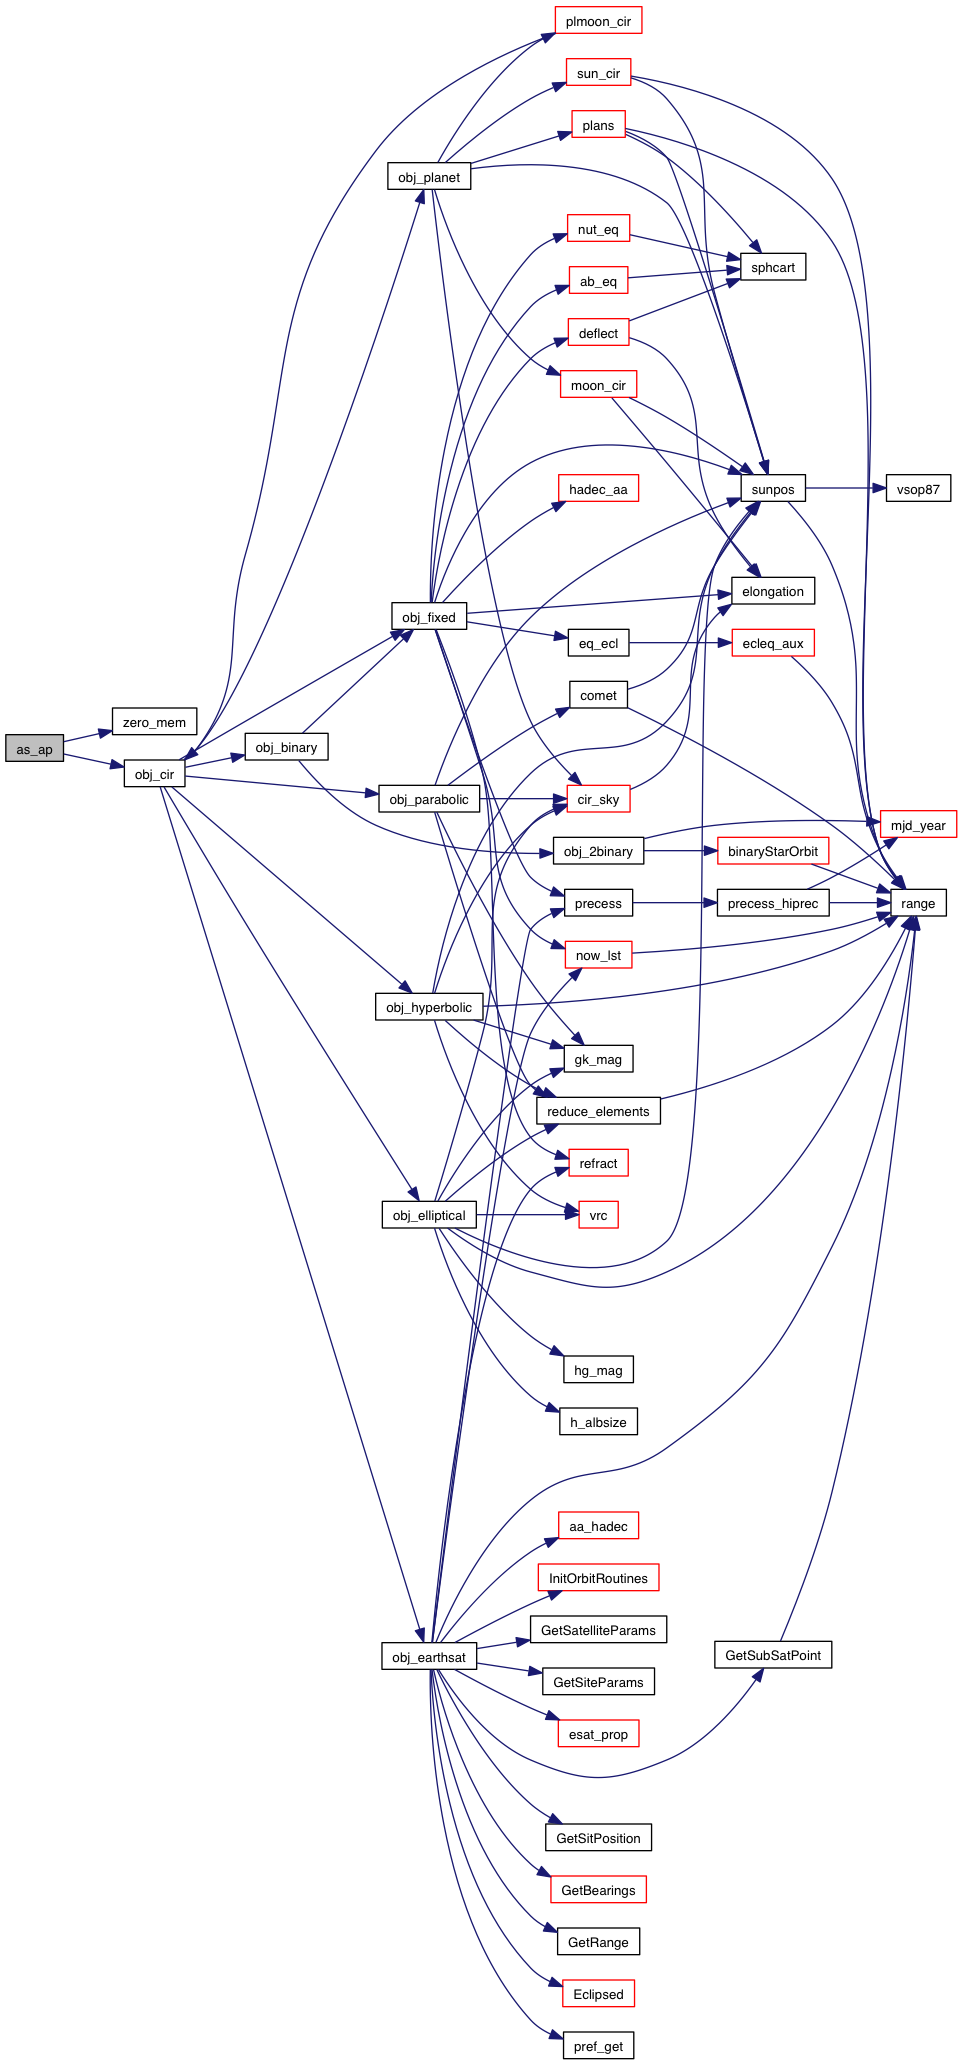 plmoon_cir
sun_cir
plans
obj_planet
nut_eq
sphcart
ab_eq
deflect
moon_cir
hadec_aa
sunpos
vsop87
elongation
obj_fixed
eq_ecl
ecleq_aux
comet
zero_mem
as_ap
obj_binary
obj_cir
obj_parabolic
cir_sky
mjd_year
obj_2binary
binaryStarOrbit
precess
precess_hiprec
range
now_lst
obj_hyperbolic
gk_mag
reduce_elements
refract
obj_elliptical
vrc
hg_mag
h_albsize
aa_hadec
InitOrbitRoutines
GetSatelliteParams
obj_earthsat
GetSubSatPoint
GetSiteParams
esat_prop
GetSitPosition
GetBearings
GetRange
Eclipsed
pref_get